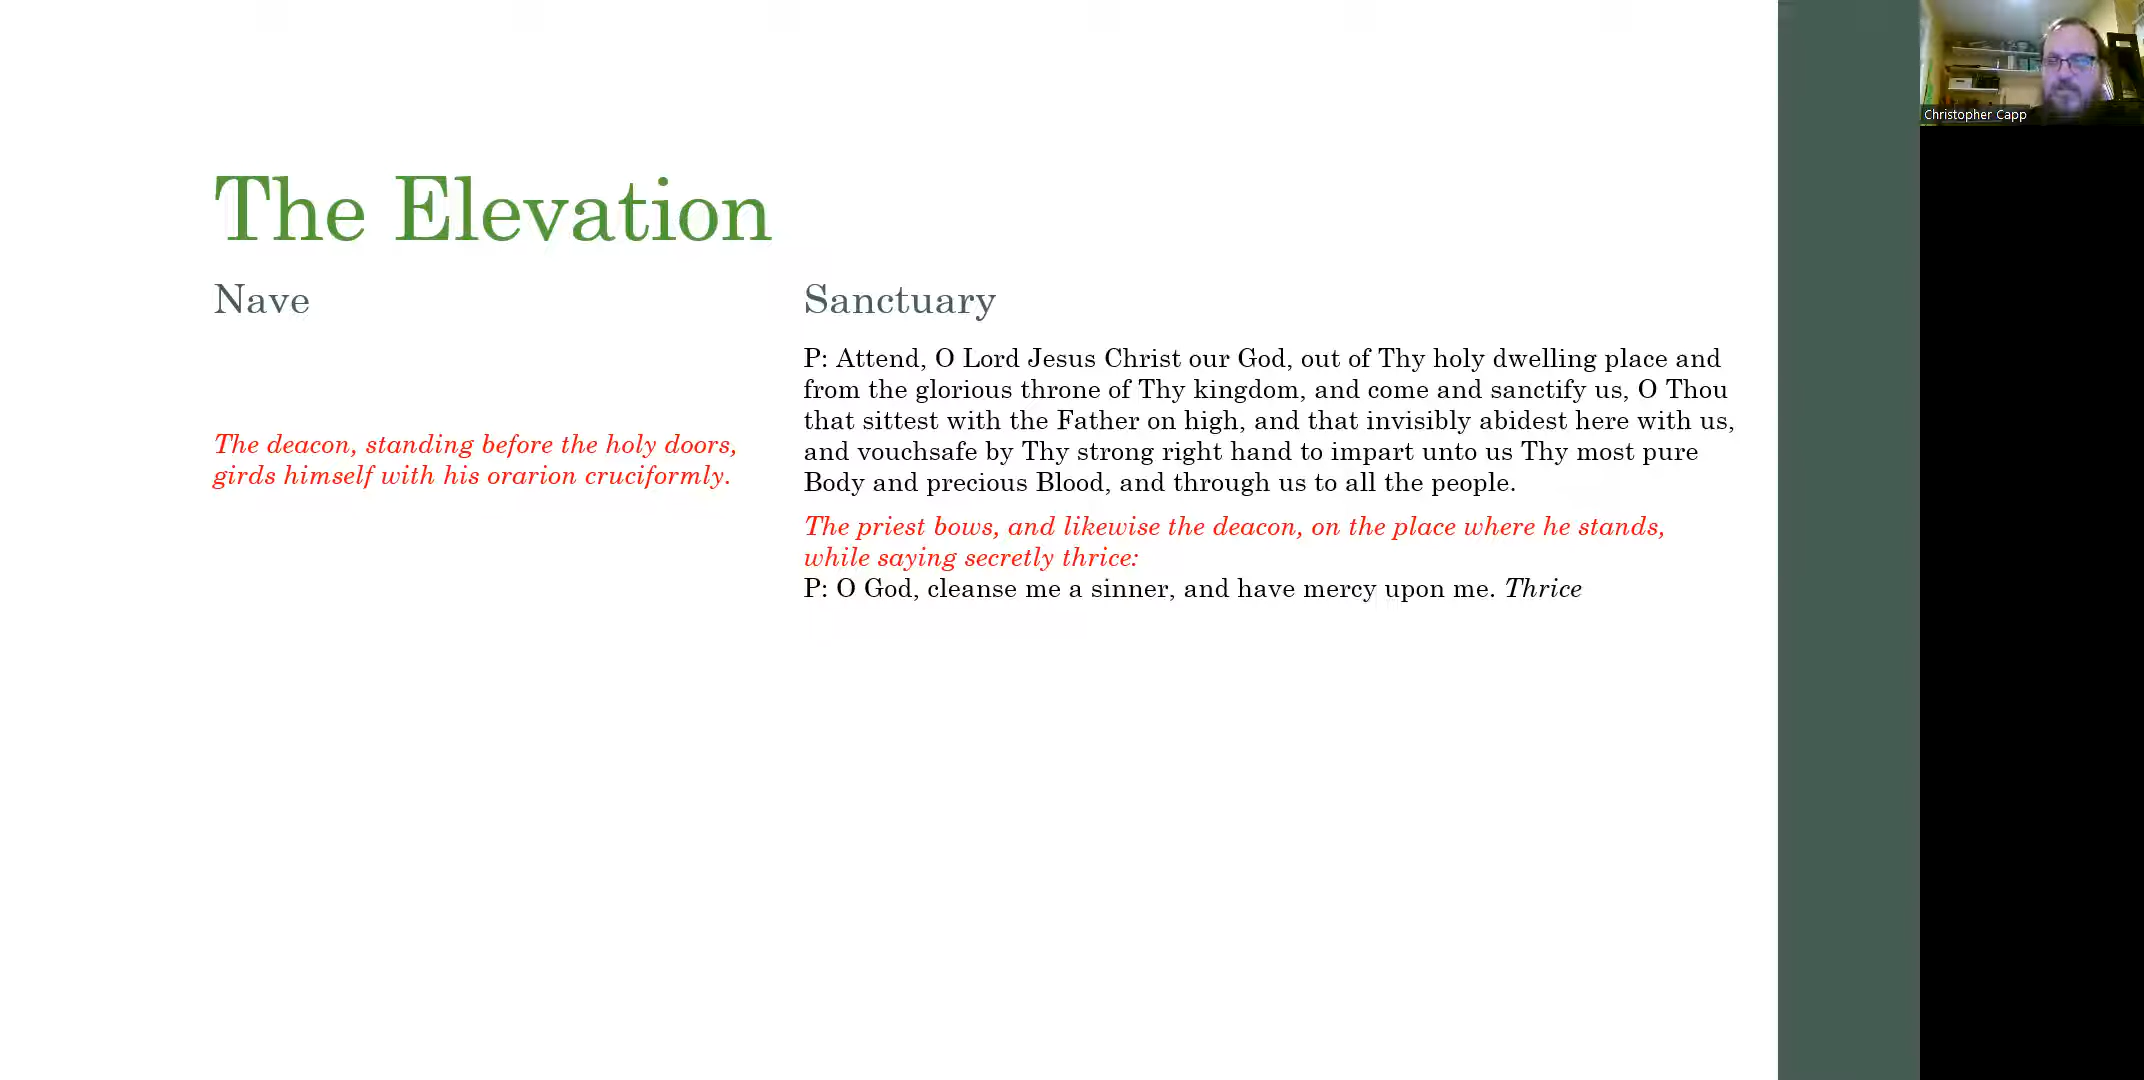 The Elevation
Nave
The deacon, standing before the holy doors,
girds himself with his orarion cruciformly.
Sanctuary
P: Attend, O Lord Jesus Christ our God, out of Thy holy dwelling place and
from the glorious throne of Thy kingdom, and come and sanctify us, O Thou
that sittest with the Father on high, and that invisibly abidest here with us,
and vouchsafe by Thy strong right hand to impart unto us Thy most pure
Body and precious Blood, and through us to all the people.
The priest bows, and likewise the deacon, on the place where he stands,
while saying secretly thrice:
P: O God, cleanse me a sinner, and have mercy upon me. Thrice
Christopher Capp